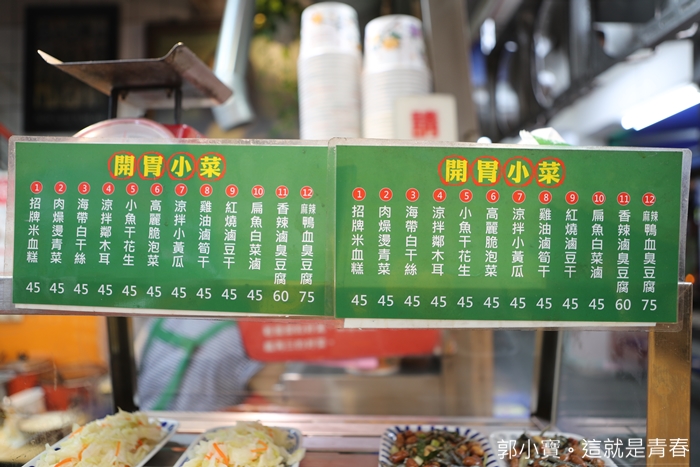 開胃小菜
1 招牌米血糕 45
2 肉燥燙青菜 45
3 海帶白干絲 45
4 涼拌鄰木耳 45
5 小魚干花生 45
6 高麗脆泡菜 45
7 涼拌小黃瓜 45
8 雞油滷筍干 45
9 紅燒滷豆干 45
10 扁魚白菜滷 45
11 香辣滷臭豆腐 60
12 麻辣鴨血臭豆腐 75
開胃小菜
1 招牌米血糕 45
2 肉燥燙青菜 45
3 海帶白干絲 45
4 涼拌鄰木耳 45
5 小魚干花生 45
6 高麗脆泡菜 45
7 涼拌小黃瓜 45
8 雞油滷筍干 45
9 紅燒滷豆干 45
10 扁魚白菜滷 45
11 香辣滷臭豆腐 60
12 麻辣鴨血臭豆腐 75
請
郭小寶。這就是青春